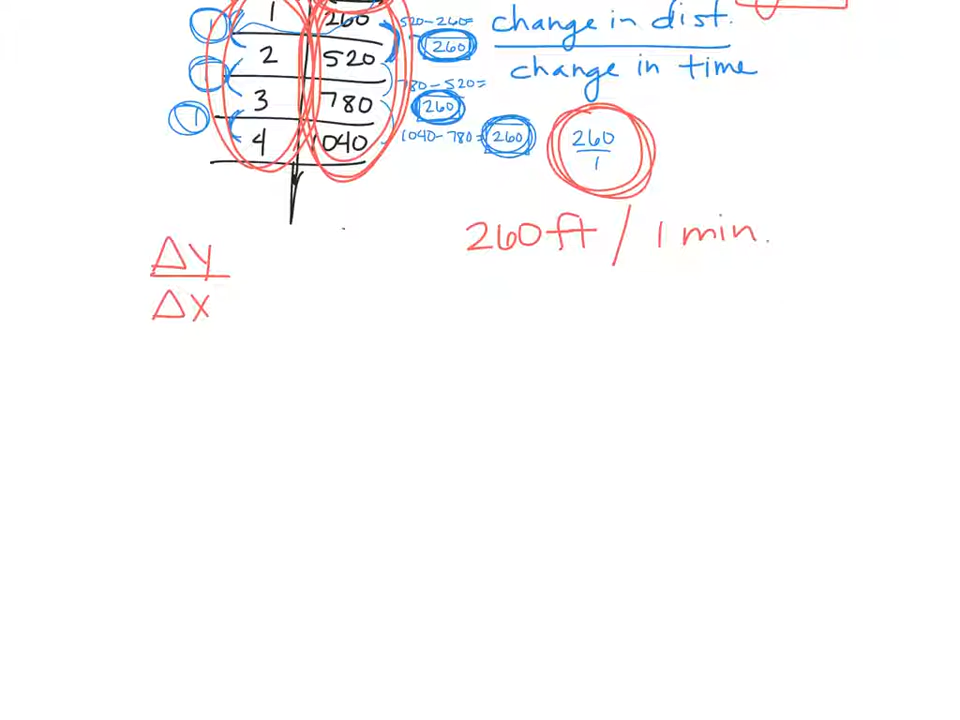 1 1 260 520-260= change in dist.
260
1 2 520 change in time
780-520=
1 3 780 260
4 1040 1040-780= 260 260/1
260ft / 1 min.
ΔY
ΔX